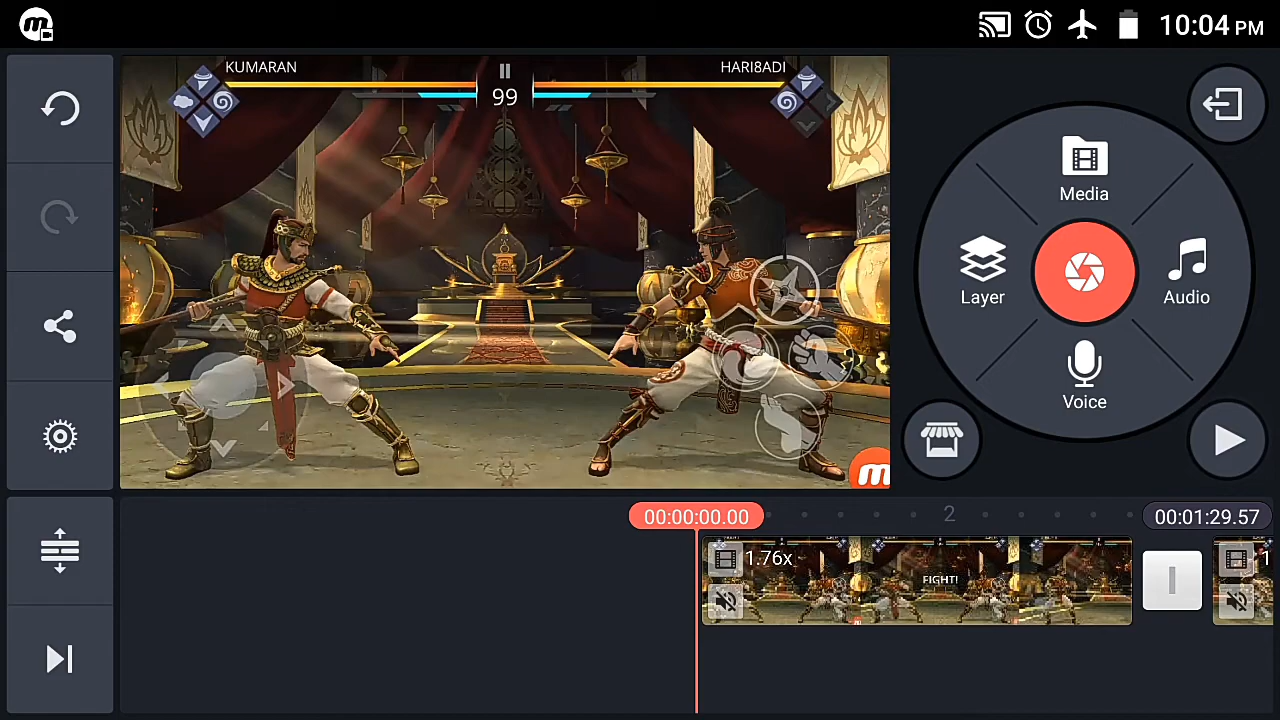 m
10:04 PM
KUMARAN
HARI8ADI
99
Media
Layer
Audio
Voice
m
00:00:00.00
2
00:01:29.57
1.76x
FIGHT!
1